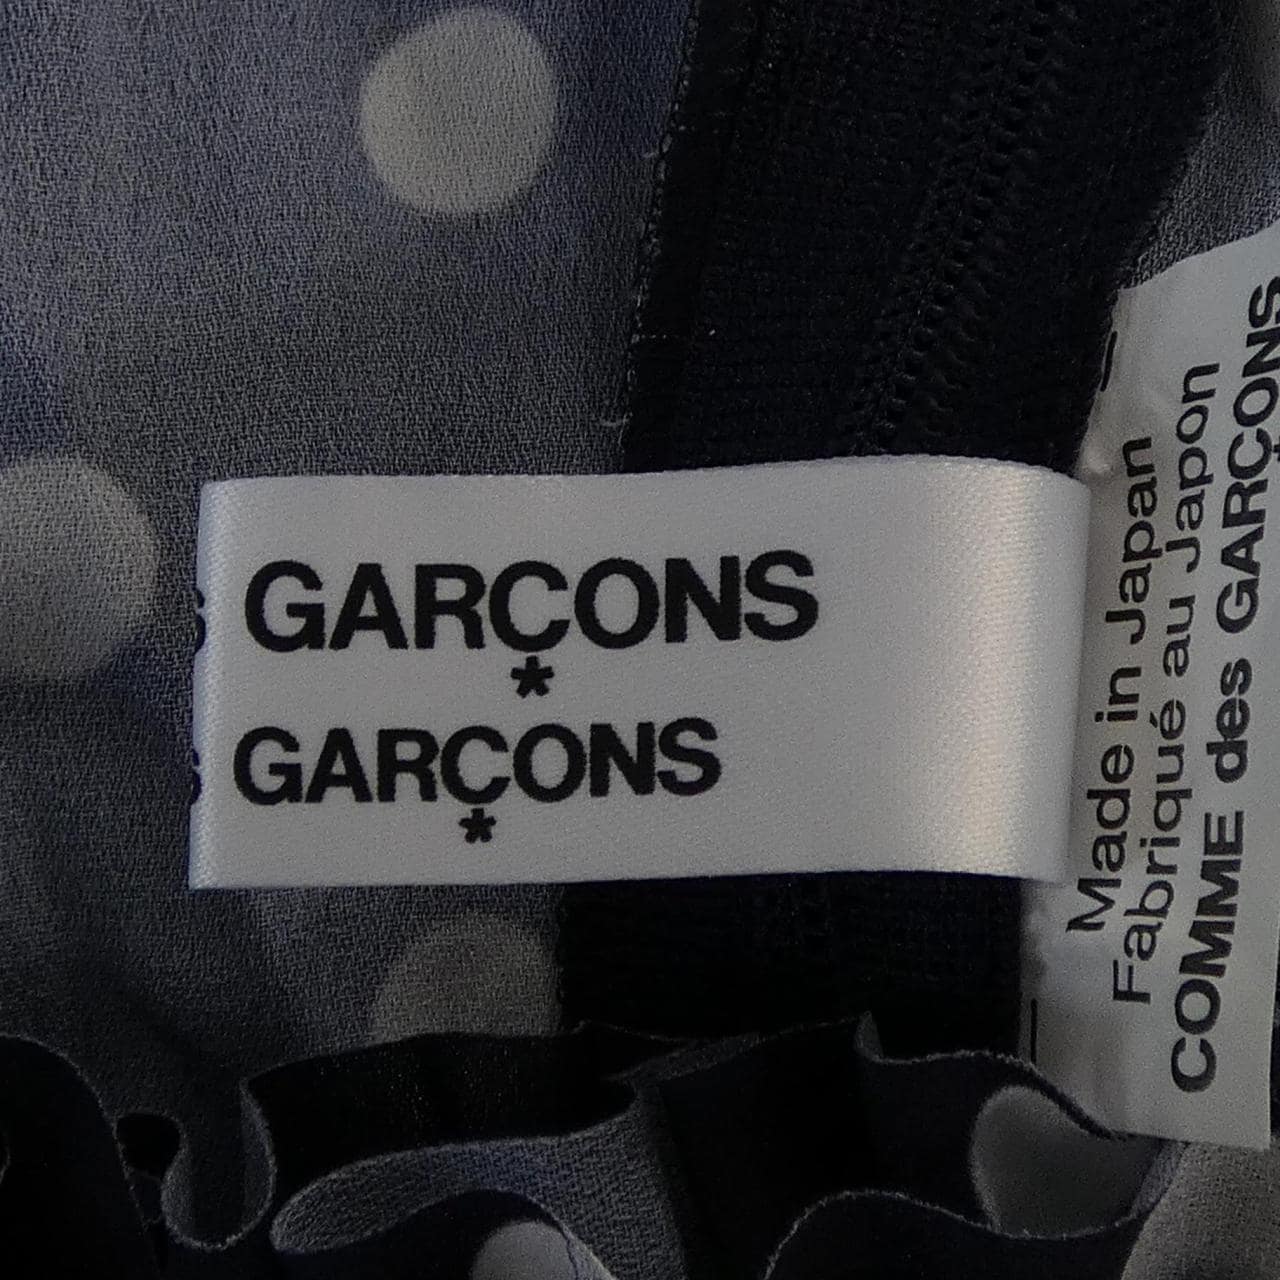 GARÇONS
*
GARÇONS
*
Made in Japan
Fabriqué au Japon
COMME des GARÇONS